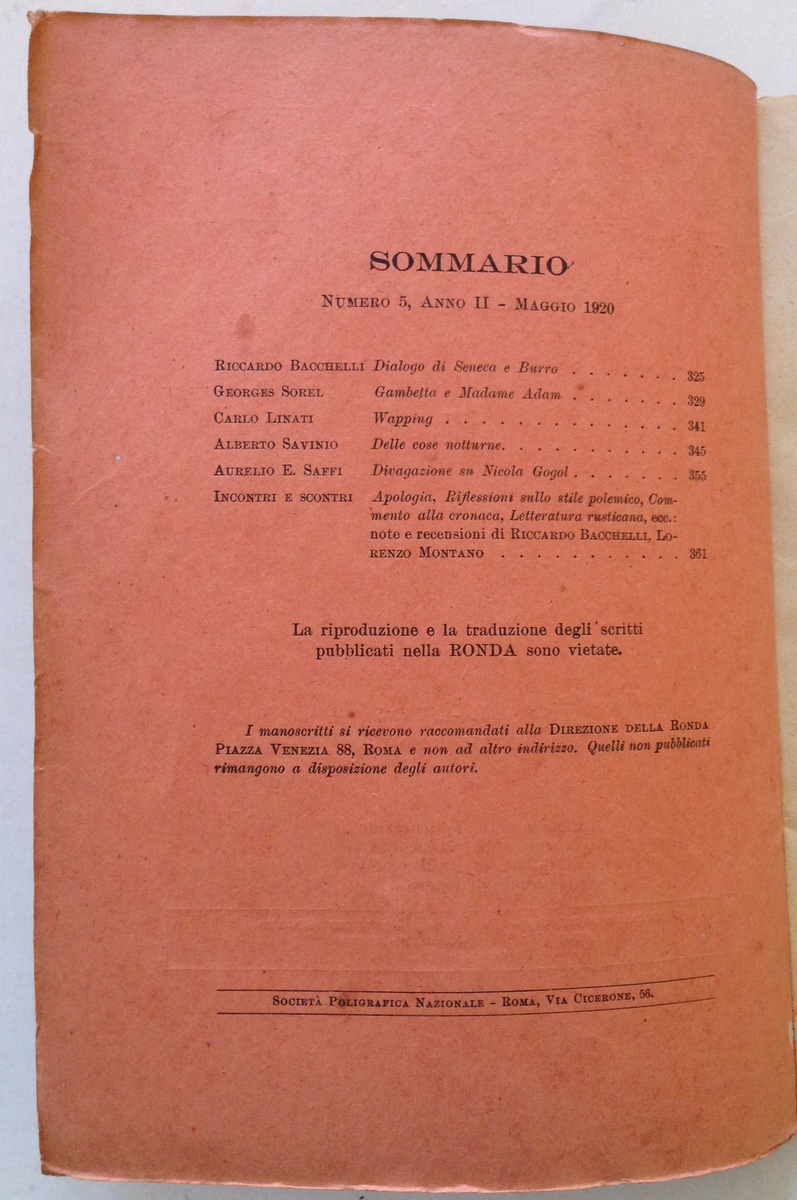 SOMMARIO
NUMERO 5, ANNO II - MAGGIO 1920
RICCARDO BACCHELLI Dialogo di Seneca e Burro . . . . . . . 325
GEORGES SOREL Gambetta e Madame Adam . . . . . . . 329
CARLO LINATI Wapping . . . . . . . . . . . . . . 341
ALBERTO SAVINIO Delle cose notturne. . . . . . . . . . . 345
AURELIO E. SAFFI Divagazione su Nicola Gogol . . . . . . . 355
INCONTRI E SCONTRI Apologia, Riflessioni sullo stile polemico, Com-
mento alla cronaca, Letteratura rusticana, ecc.:
note e recensioni di RICCARDO BACCHELLI, LO-
RENZO MONTANO . . . . . . . . . . . 361
La riproduzione e la traduzione degli scritti
pubblicati nella RONDA sono vietate.
I manoscritti si ricevono raccomandati alla DIREZIONE DELLA RONDA
PIAZZA VENEZIA 88, ROMA e non ad altro indirizzo. Quelli non pubblicati
rimangono a disposizione degli autori.
SOCIETÀ POLIGRAFICA NAZIONALE - ROMA, VIA CICERONE, 56.